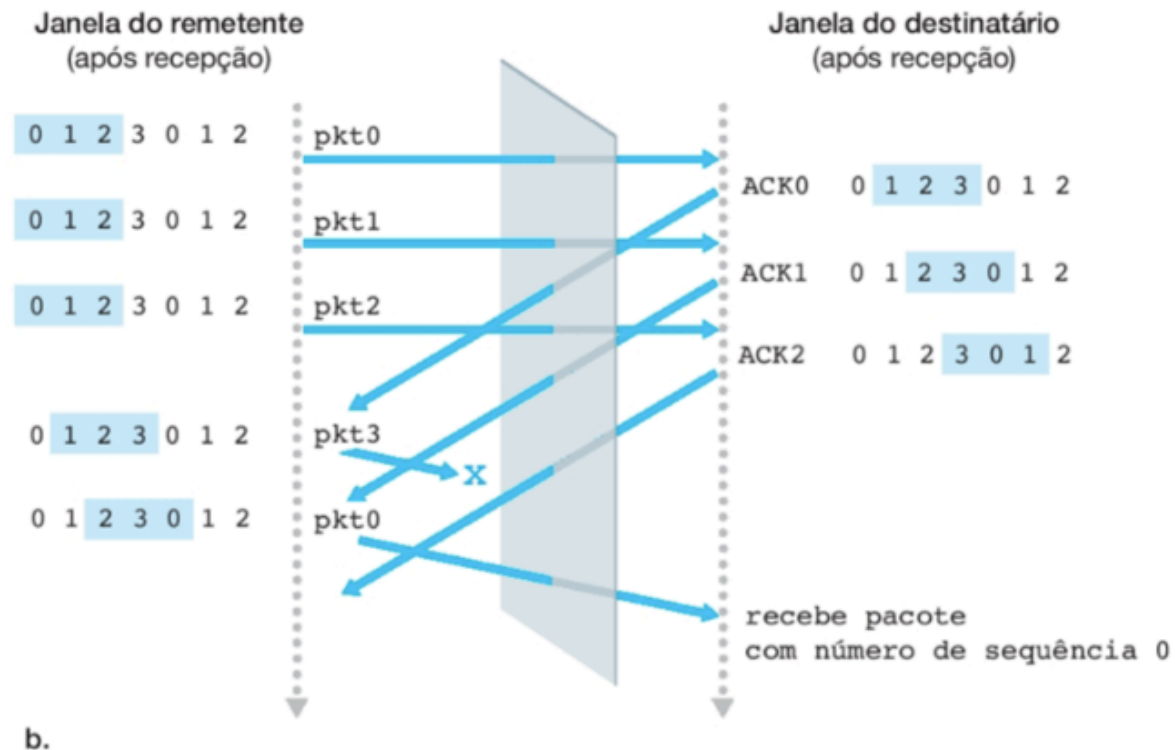 Janela do remetente
(após recepção)
Janela do destinatário
(após recepção)
0 1 2 3 0 1 2
pkt0
ACK0 0 1 2 3 0 1 2
0 1 2 3 0 1 2
pkt1
ACK1 0 1 2 3 0 1 2
0 1 2 3 0 1 2
pkt2
ACK2 0 1 2 3 0 1 2
0 1 2 3 0 1 2
pkt3
x
0 1 2 3 0 1 2
pkt0
recebe pacote
com número de sequência 0
b.